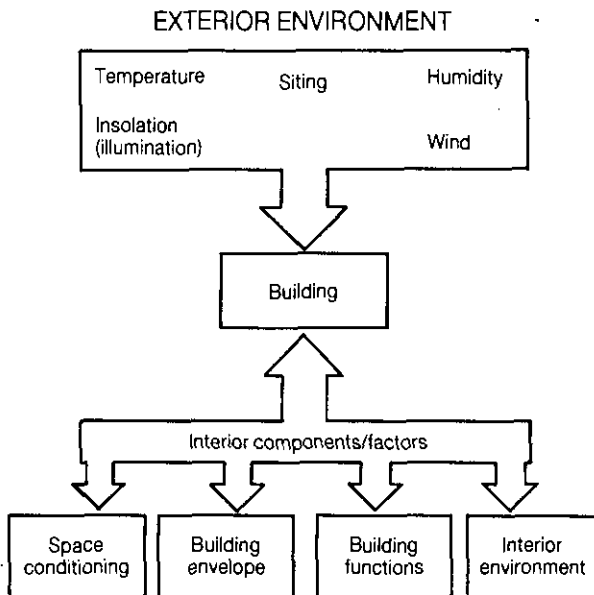 EXTERIOR ENVIRONMENT
Temperature
Siting
Humidity
Insolation
(illumination)
Wind
Building
Interior components/factors
Space
conditioning
Building
envelope
Building
functions
Interior
environment